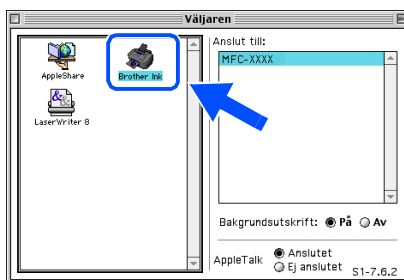 Väljaren
AppleShare
Brother Ink
LaserWriter 8
Anslut till:
MFC-XXXX
Bakgrundsutskrift: På Av
AppleTalk
Anslutet
Ej anslutet
S1-7.6.2